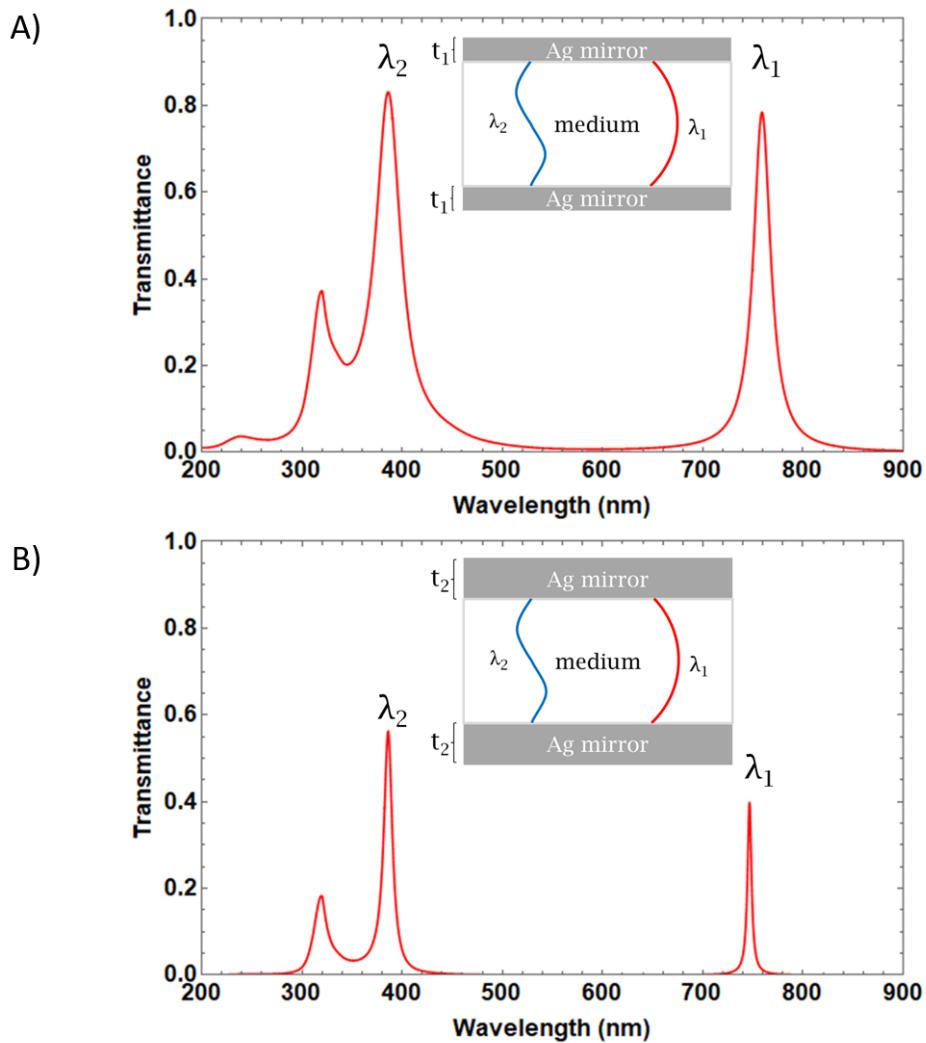 A)
1.0
0.8
0.6
0.4
0.2
0.0
Transmittance
λ2
λ1
t1
Ag mirror
λ2
medium
λ1
t1
Ag mirror
200 300 400 500 600 700 800 900
Wavelength (nm)
B)
1.0
0.8
0.6
0.4
0.2
0.0
Transmittance
t2
Ag mirror
λ2
medium
λ1
t2
Ag mirror
λ2
λ1
200 300 400 500 600 700 800 900
Wavelength (nm)